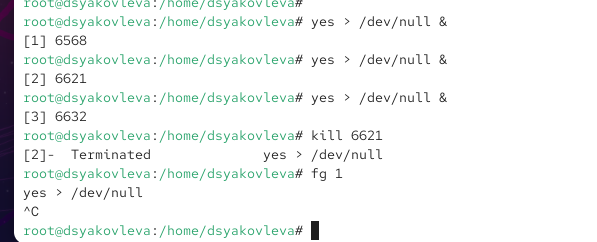 root@dsyakovleva:/home/dsyakovleva#
root@dsyakovleva:/home/dsyakovleva# yes > /dev/null &
[1] 6568
root@dsyakovleva:/home/dsyakovleva# yes > /dev/null &
[2] 6621
root@dsyakovleva:/home/dsyakovleva# yes > /dev/null &
[3] 6632
root@dsyakovleva:/home/dsyakovleva# kill 6621
[2]-  Terminated              yes > /dev/null
root@dsyakovleva:/home/dsyakovleva# fg 1
yes > /dev/null
^C
root@dsyakovleva:/home/dsyakovleva#